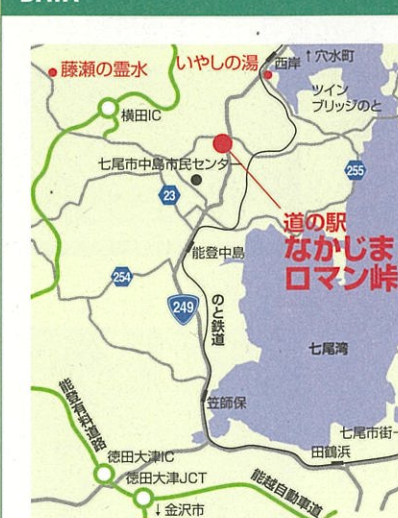 ↑穴水町
いやしの湯
西岸
藤瀬の霊水
ツイン
ブリッジのと
横田IC
七尾市中島市民センター
255
23
道の駅
なかじま
ロマン峠
能登中島
254
249
のと鉄道
七尾湾
笠師保
能登有料道路
七尾市街
田鶴浜
徳田大津IC
徳田大津JCT
能越自動車道
↓金沢市